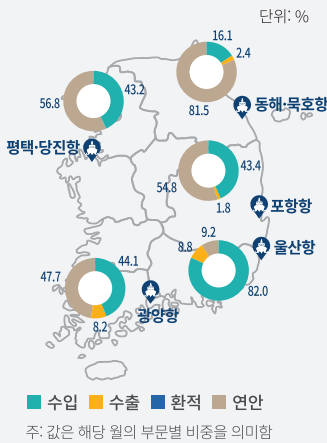 단위: %
16.1
2.4
81.5
동해·묵호항
43.2
56.8
평택·당진항
43.4
54.8
1.8
포항항
9.2
8.8
82.0
울산항
44.1
47.7
8.2
광양항
수입 수출 환적 연안
주: 값은 해당 월의 부문별 비중을 의미함